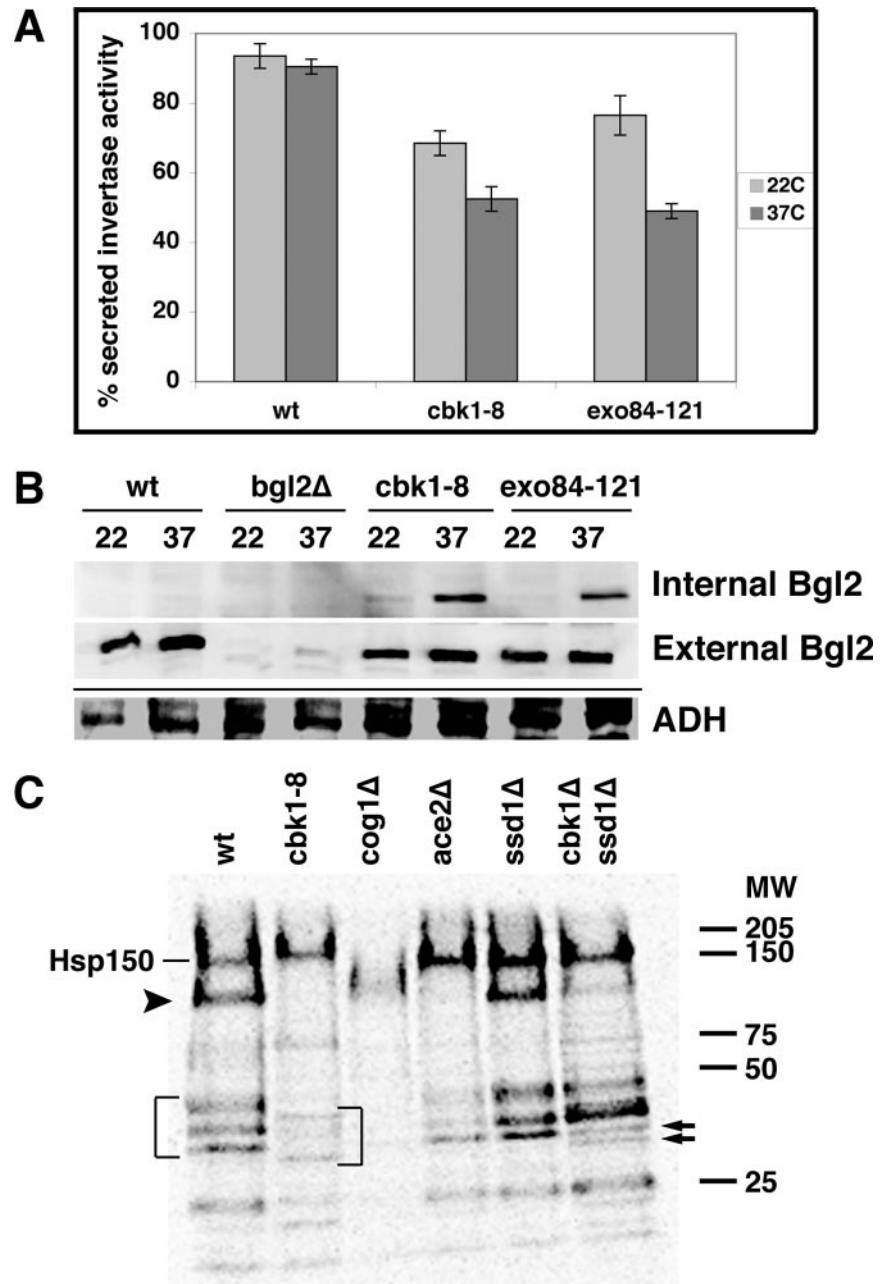 A
% secreted invertase activity
100
80
60
40
20
0
wt
cbk1-8
exo84-121
22C
37C
B
wt bgl2Δ cbk1-8 exo84-121
22 37 22 37 22 37 22 37
Internal Bgl2
External Bgl2
ADH
C
wt
cbk1-8
cog1Δ
ace2Δ
ssd1Δ
cbk1Δ
ssd1Δ
MW
205
Hsp150
150
75
50
25